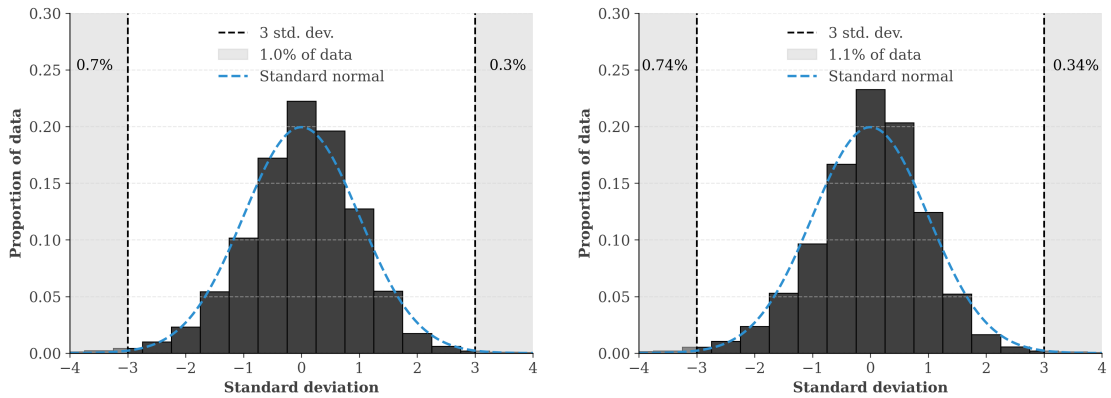 0.30
0.25
0.20
0.15
0.10
0.05
0.00
Proportion of data
3 std. dev.
1.0% of data
Standard normal
0.7%
0.3%
−4 −3 −2 −1 0 1 2 3 4
Standard deviation
0.30
0.25
0.20
0.15
0.10
0.05
0.00
Proportion of data
3 std. dev.
1.1% of data
Standard normal
0.74%
0.34%
−4 −3 −2 −1 0 1 2 3 4
Standard deviation